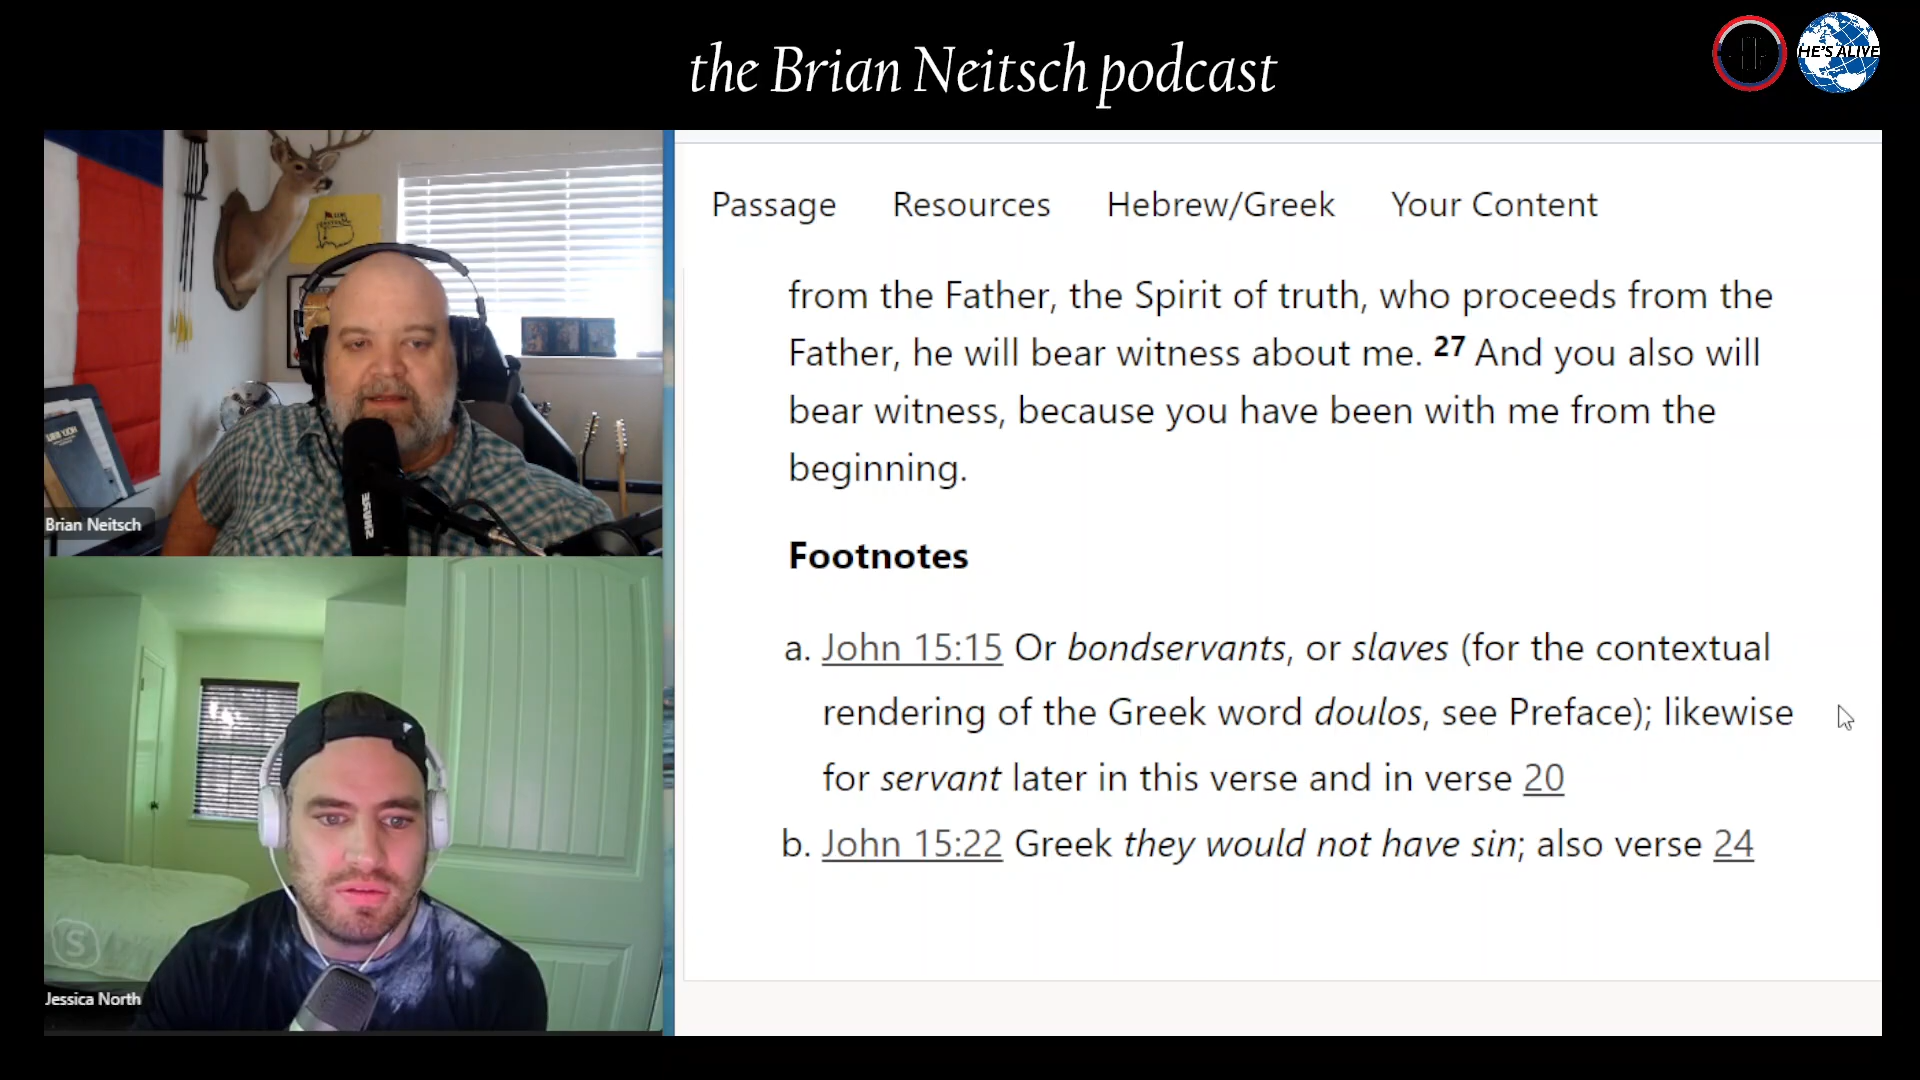 the Brian Neitsch podcast
HE'S ALIVE
Passage Resources Hebrew/Greek Your Content
from the Father, the Spirit of truth, who proceeds from the
Father, he will bear witness about me. 27 And you also will
bear witness, because you have been with me from the
beginning.
Footnotes
a. John 15:15 Or bondservants, or slaves (for the contextual
rendering of the Greek word doulos, see Preface); likewise
for servant later in this verse and in verse 20
b. John 15:22 Greek they would not have sin; also verse 24
Brian Neitsch
S
Jessica North